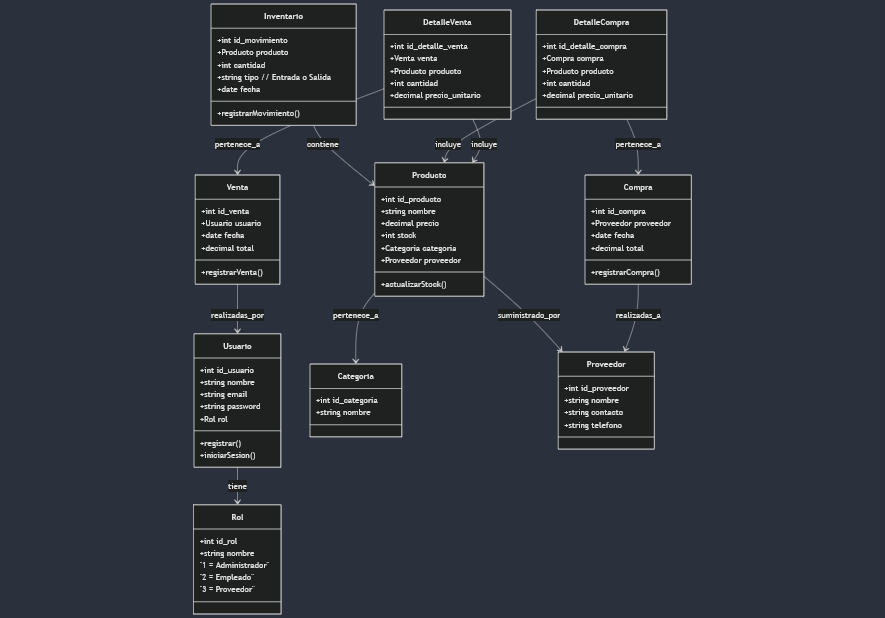 Inventario
+int id_movimiento
+Producto producto
+int cantidad
+string tipo // Entrada o Salida
+date fecha
+registrarMovimiento()
DetalleVenta
+int id_detalle_venta
+Venta venta
+Producto producto
+int cantidad
+decimal precio_unitario
DetalleCompra
+int id_detalle_compra
+Compra compra
+Producto producto
+int cantidad
+decimal precio_unitario
pertenece_a
contiene
incluye
incluye
pertenece_a
Venta
+int id_venta
+Usuario usuario
+date fecha
+decimal total
+registrarVenta()
Producto
+int id_producto
+string nombre
+decimal precio
+int stock
+Categoria categoria
+Proveedor proveedor
+actualizarStock()
Compra
+int id_compra
+Proveedor proveedor
+date fecha
+decimal total
+registrarCompra()
realizadas_por
pertenece_a
suministrado_por
realizadas_a
Usuario
+int id_usuario
+string nombre
+string email
+string password
+Rol rol
+registrar()
+iniciarSesion()
Categoria
+int id_categoria
+string nombre
Proveedor
+int id_proveedor
+string nombre
+string contacto
+string telefono
tiene
Rol
+int id_rol
+string nombre
"1 = Administrador"
"2 = Empleado"
"3 = Proveedor"